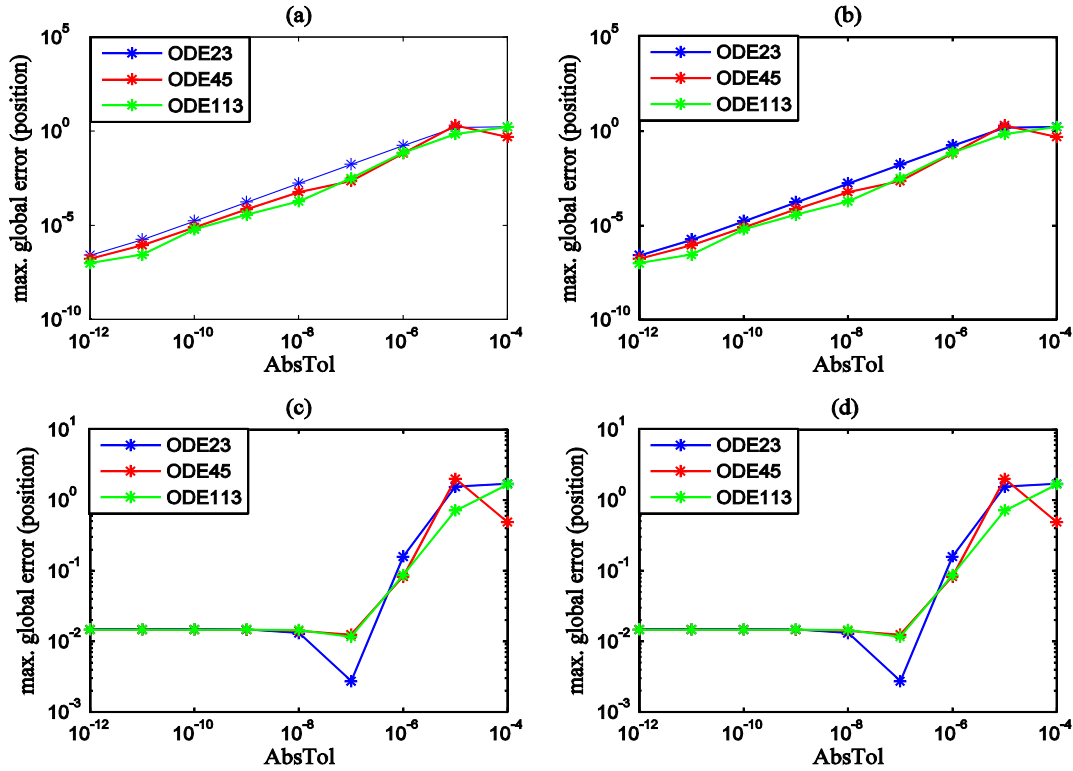 (a)
10^5
10^0
10^-5
10^-10
max. global error (position)
ODE23
ODE45
ODE113
10^-12
10^-10
10^-8
10^-6
10^-4
AbsTol
(b)
10^5
10^0
10^-5
10^-10
max. global error (position)
ODE23
ODE45
ODE113
10^-12
10^-10
10^-8
10^-6
10^-4
AbsTol
(c)
10^1
10^0
10^-1
10^-2
10^-3
max. global error (position)
ODE23
ODE45
ODE113
10^-12
10^-10
10^-8
10^-6
10^-4
AbsTol
(d)
10^1
10^0
10^-1
10^-2
10^-3
max. global error (position)
ODE23
ODE45
ODE113
10^-12
10^-10
10^-8
10^-6
10^-4
AbsTol